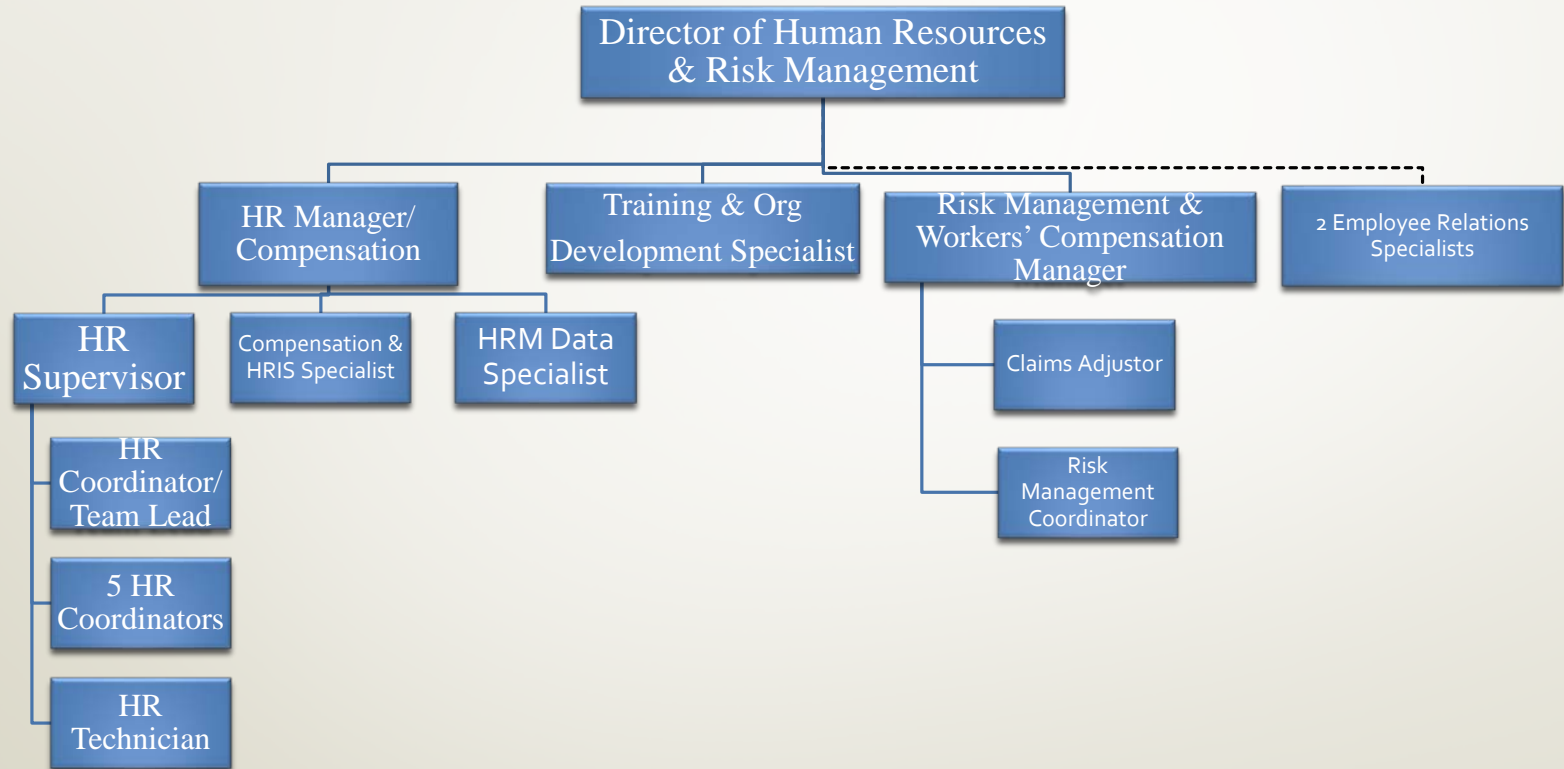 Director of Human Resources
& Risk Management
HR Manager/
Compensation
Training & Org
Development Specialist
Risk Management &
Workers’ Compensation
Manager
2 Employee Relations
Specialists
HR
Supervisor
Compensation &
HRIS Specialist
HRM Data
Specialist
Claims Adjustor
HR
Coordinator/
Team Lead
Risk
Management
Coordinator
5 HR
Coordinators
HR
Technician